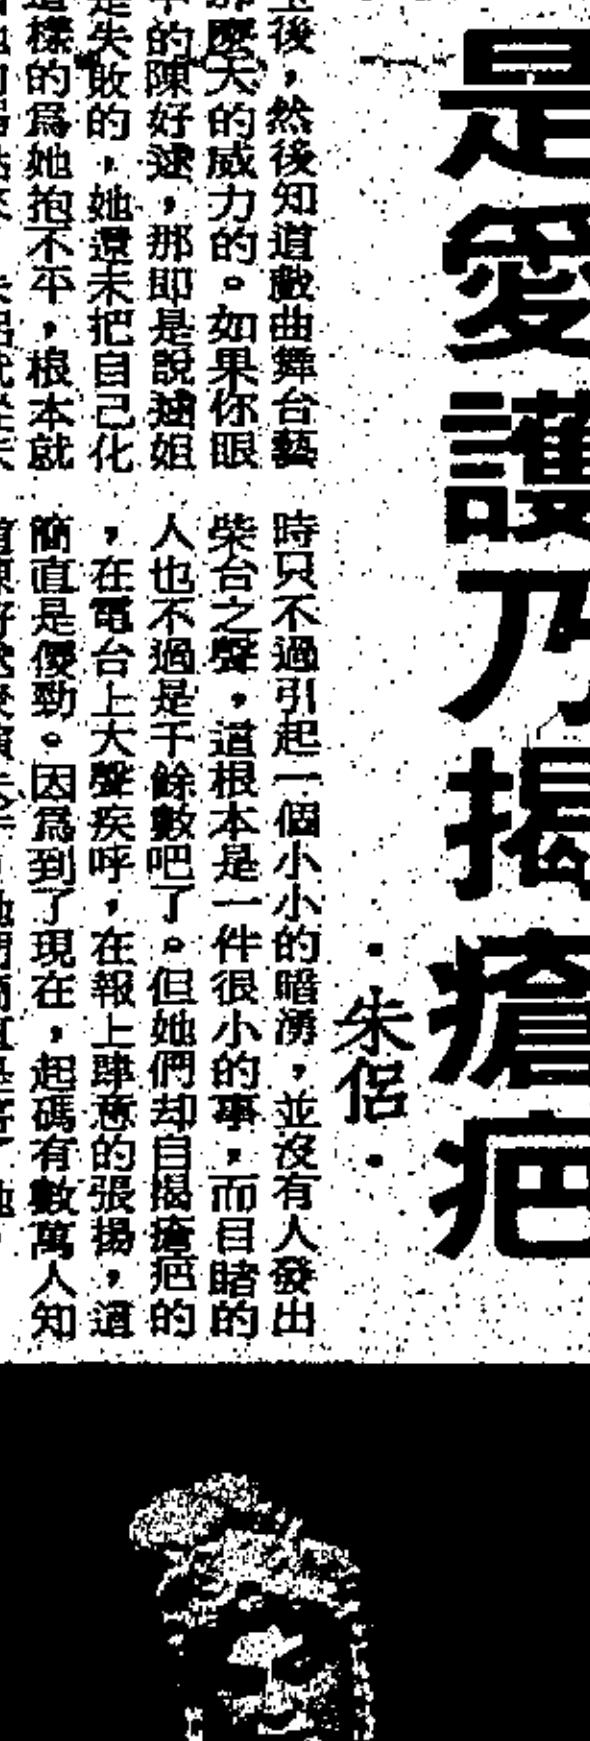 是愛護乃揭瘡疤
·朱侶·
後，然後知道戲曲舞台藝
那麼大的威力的。如果你眼
的陳好逑，那即是說逑姐
是失敗的，她還未把自己化
這樣的爲她抱不平，根本就
時只不過引起一個小小的暗湧，並沒有人發出
柴台之聲，這根本是一件很小的事，而目睹的
人也不過是千餘數吧了。但她們却自揭瘡疤的
，在電台上大聲疾呼，在報上肆意的張揚，這
簡直是傻勁。因爲到了現在，起碼有數萬人知